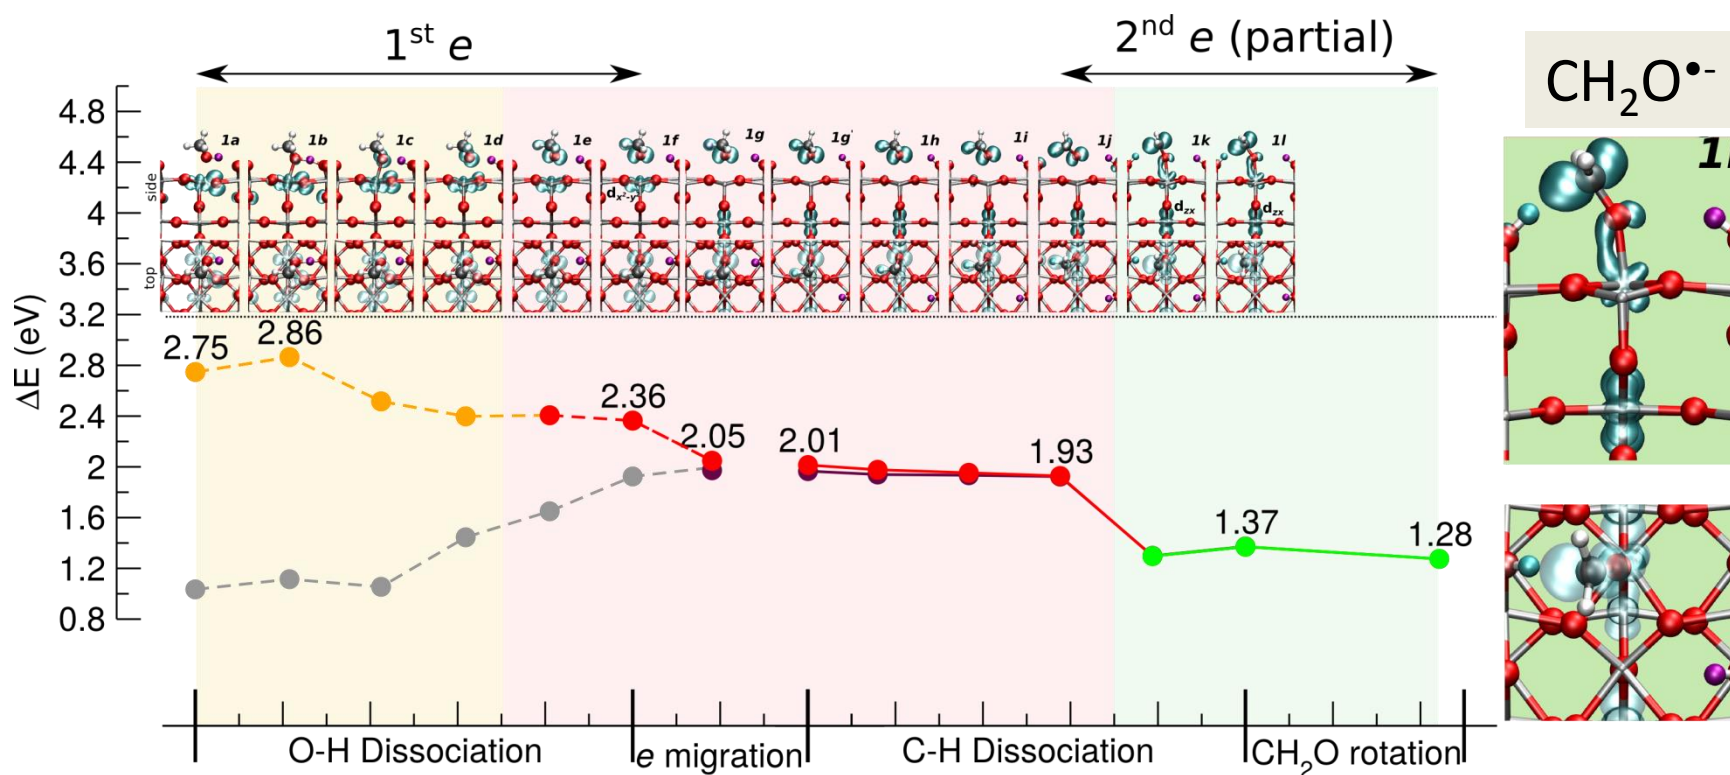 1st e
2nd e (partial)
CH2O•-
ΔE (eV)
4.8
4.4
4
3.6
3.2
2.8
2.4
2
1.6
1.2
0.8
side
top
1a
1b
1c
1d
1e
1f
1g
1g'
1h
1i
1j
1k
1l
dx²-y²
dzx
dzx
2.75
2.86
2.36
2.05
2.01
1.93
1.37
1.28
O-H Dissociation
e migration
C-H Dissociation
CH2O rotation